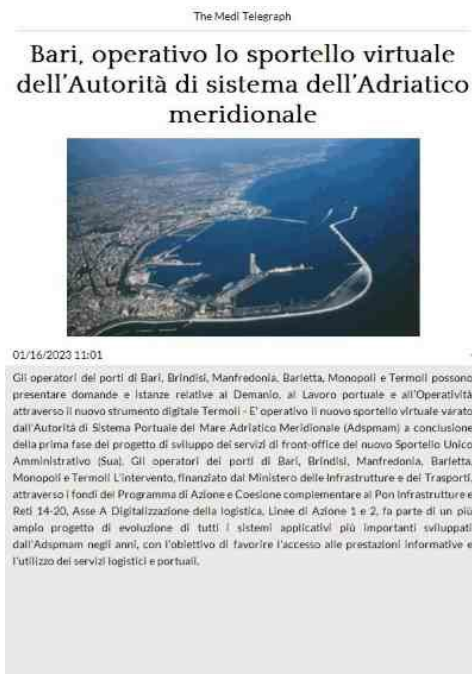 The Medi Telegraph
Bari, operativo lo sportello virtuale
dell'Autorità di sistema dell'Adriatico
meridionale
01/16/2023 11:01
Gli operatori dei porti di Bari, Brindisi, Manfredonia, Barletta, Monopoli e Termoli possono
presentare domande e istanze relative al Demanio, al Lavoro portuale e all'Operatività
attraverso il nuovo strumento digitale Termoli - E' operativo il nuovo sportello virtuale varato
dall'Autorità di Sistema Portuale del Mare Adriatico Meridionale (Adspmam) a conclusione
della prima fase del progetto di sviluppo dei servizi di front-office del nuovo Sportello Unico
Amministrativo (Sua). Gli operatori dei porti di Bari, Brindisi, Manfredonia, Barletta,
Monopoli e Termoli L'intervento, finanziato dal Ministero delle Infrastrutture e dei Trasporti,
attraverso i fondi del Programma di Azione e Coesione complementare al Pon Infrastrutture e
Reti 14-20, Asse A Digitalizzazione della logistica, Linee di Azione 1 e 2, fa parte di un più
ampio progetto di evoluzione di tutti i sistemi applicativi più importanti sviluppati
dall'Adspmam negli anni, con l'obiettivo di favorire l'accesso alle prestazioni informative e
l'utilizzo dei servizi logistici e portuali.